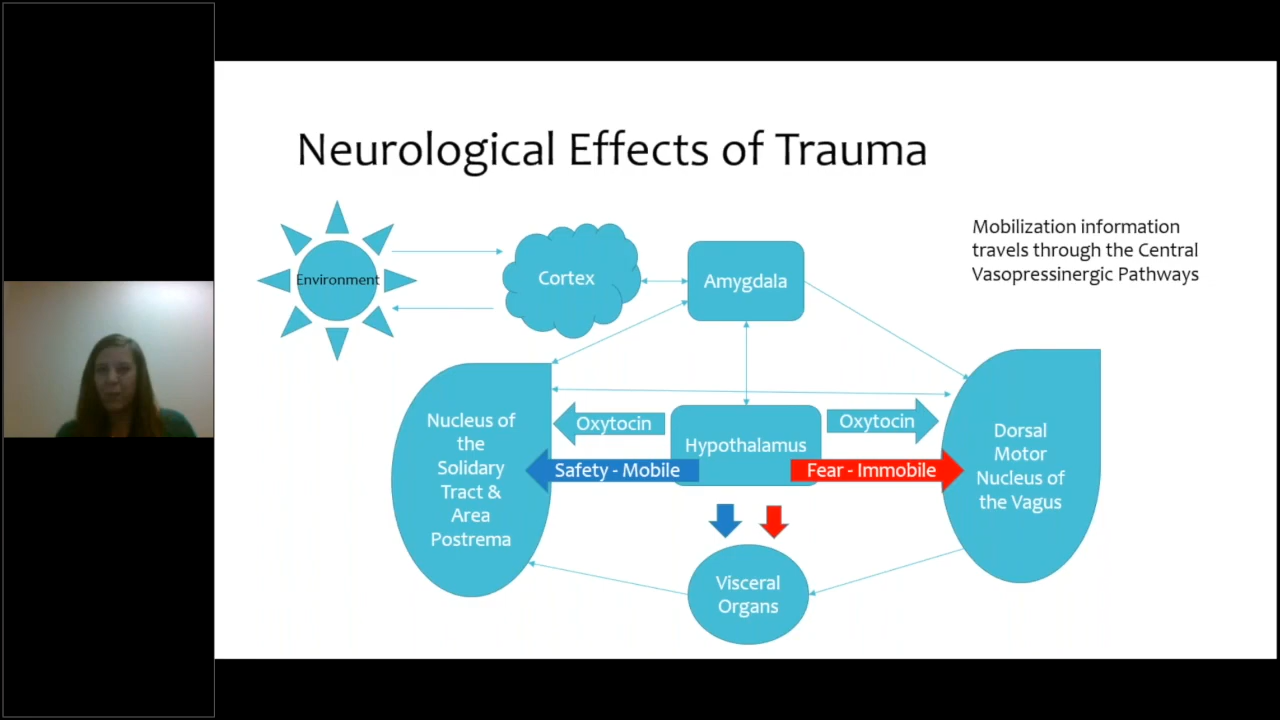 Neurological Effects of Trauma
Mobilization information
travels through the Central
Vasopressinergic Pathways
Environment
Cortex
Amygdala
Nucleus of
the
Solidary
Tract &
Area
Postrema
Oxytocin
Hypothalamus
Oxytocin
Safety - Mobile
Fear - Immobile
Dorsal
Motor
Nucleus of
the Vagus
Visceral
Organs